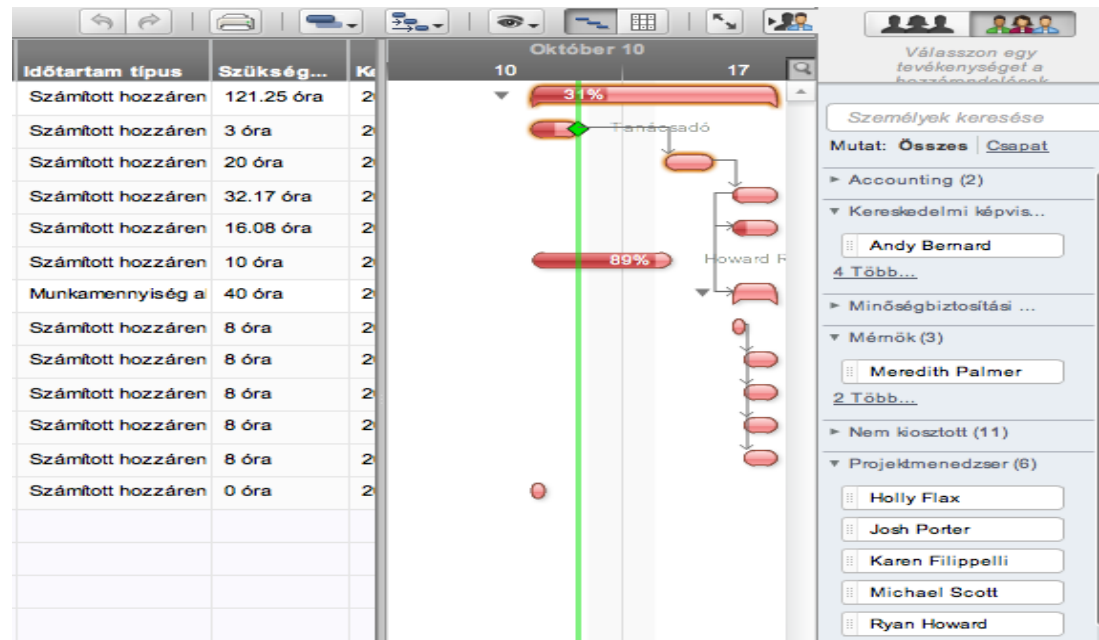 Október 10
Időtartam típus Szükség...
10 17
Számított hozzáren 121.25 óra 31%
Számított hozzáren 3 óra Tanácsadó
Számított hozzáren 20 óra
Számított hozzáren 32.17 óra
Számított hozzáren 16.08 óra
Számított hozzáren 10 óra 89% Howard R
Munkamennyiség al 40 óra
Számított hozzáren 8 óra
Számított hozzáren 8 óra
Számított hozzáren 8 óra
Számított hozzáren 8 óra
Számított hozzáren 8 óra
Számított hozzáren 0 óra
Válasszon egy
tevékenységet a
hozzárendelések
Személyek keresése
Mutat: Összes Csapat
Accounting (2)
Kereskedelmi képvis...
Andy Bernard
4 Több...
Minőségbiztosítási ...
Mérnök (3)
Meredith Palmer
2 Több...
Nem kiosztott (11)
Projektmenedzser (6)
Holly Flax
Josh Porter
Karen Filippelli
Michael Scott
Ryan Howard